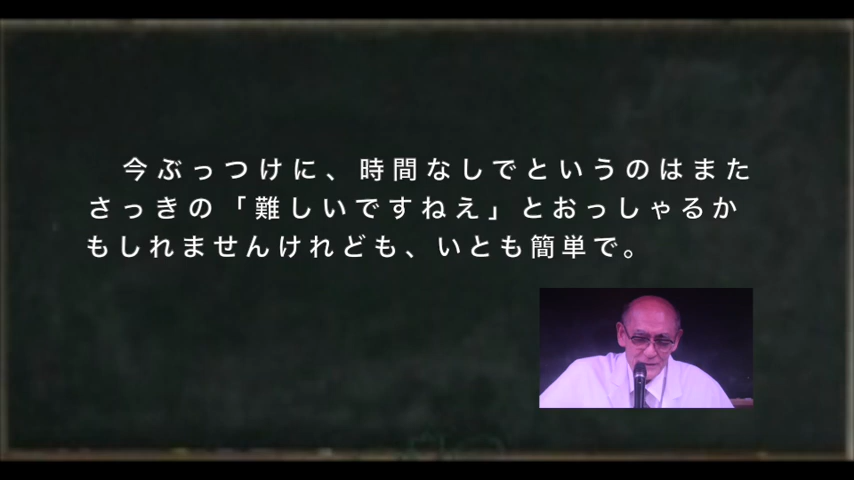 今ぶっつけに、時間なしでというのはまた
さっきの「難しいですねえ」とおっしゃるか
もしれませんけれども、いとも簡単で。